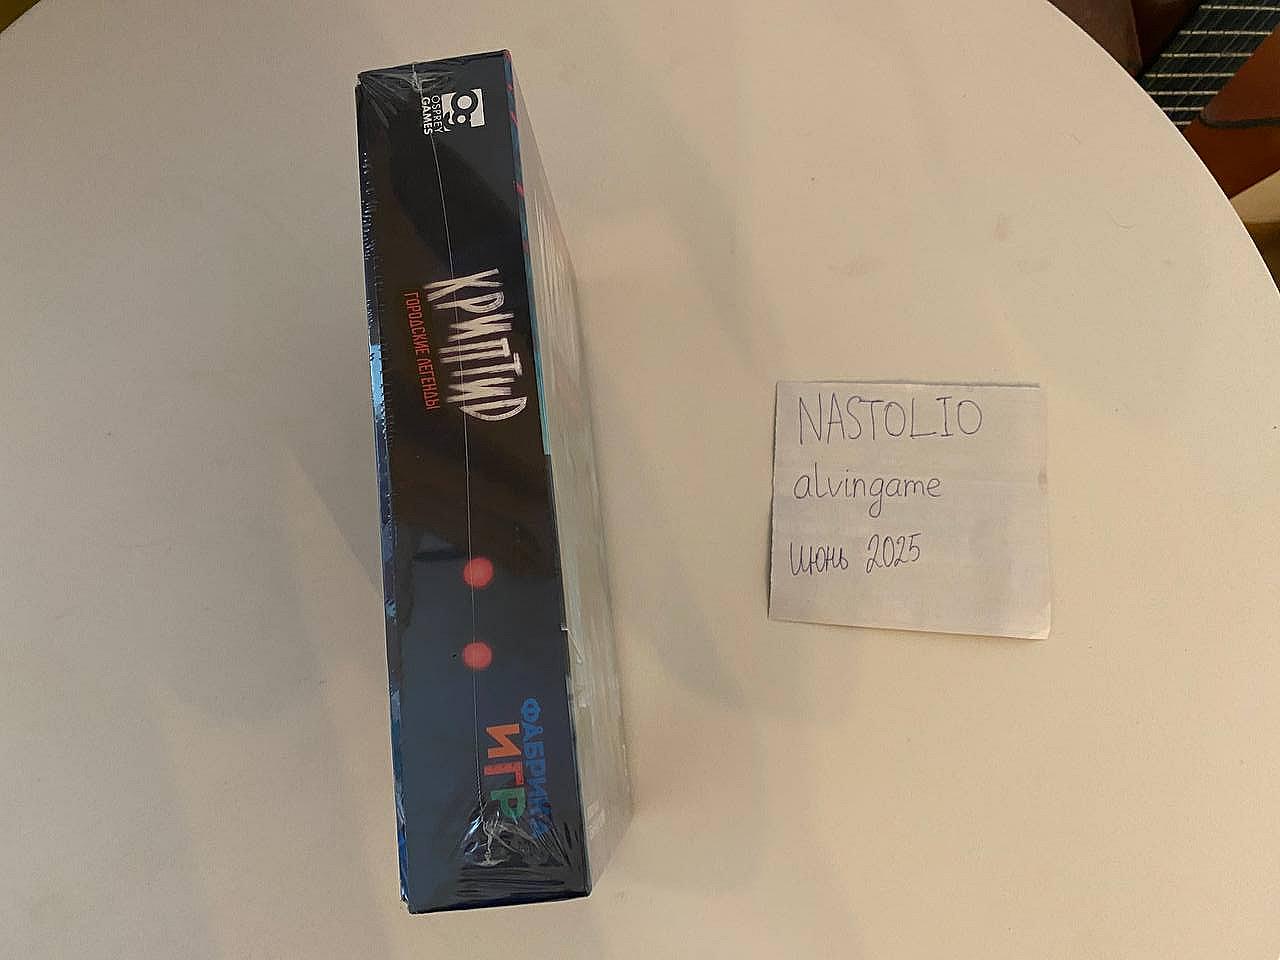 OSPREY
GAMES
КРИПТИД
ГОРОДСКИЕ ЛЕГЕНДЫ
ФАБРИКА
ИГР
NASTOLIO
alvingame
июнь 2025